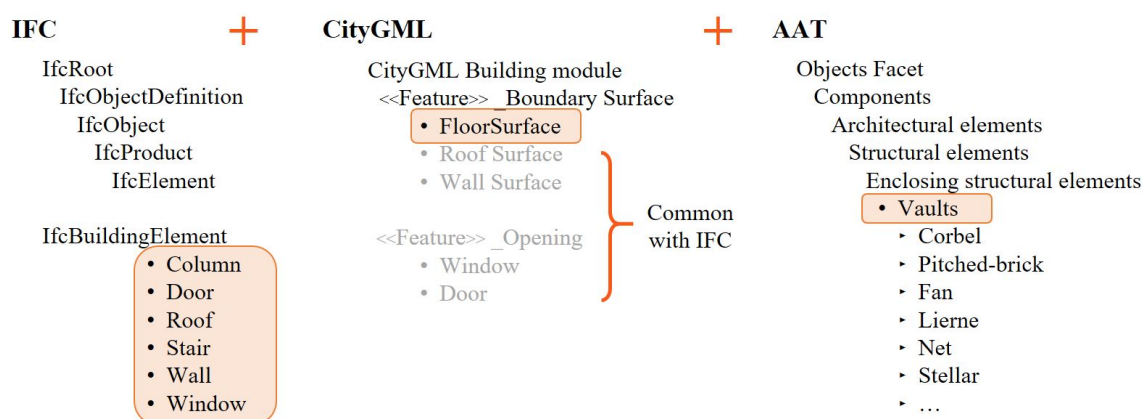 IFC + CityGML + AAT
IfcRoot
IfcObjectDefinition
IfcObject
IfcProduct
IfcElement
IfcBuildingElement
• Column
• Door
• Roof
• Stair
• Wall
• Window
CityGML Building module
<<Feature>> _Boundary Surface
• FloorSurface
• Roof Surface
• Wall Surface
<<Feature>> _Opening
• Window
• Door
Common
with IFC
Objects Facet
Components
Architectural elements
Structural elements
Enclosing structural elements
• Vaults
‣ Corbel
‣ Pitched-brick
‣ Fan
‣ Lierne
‣ Net
‣ Stellar
‣ …